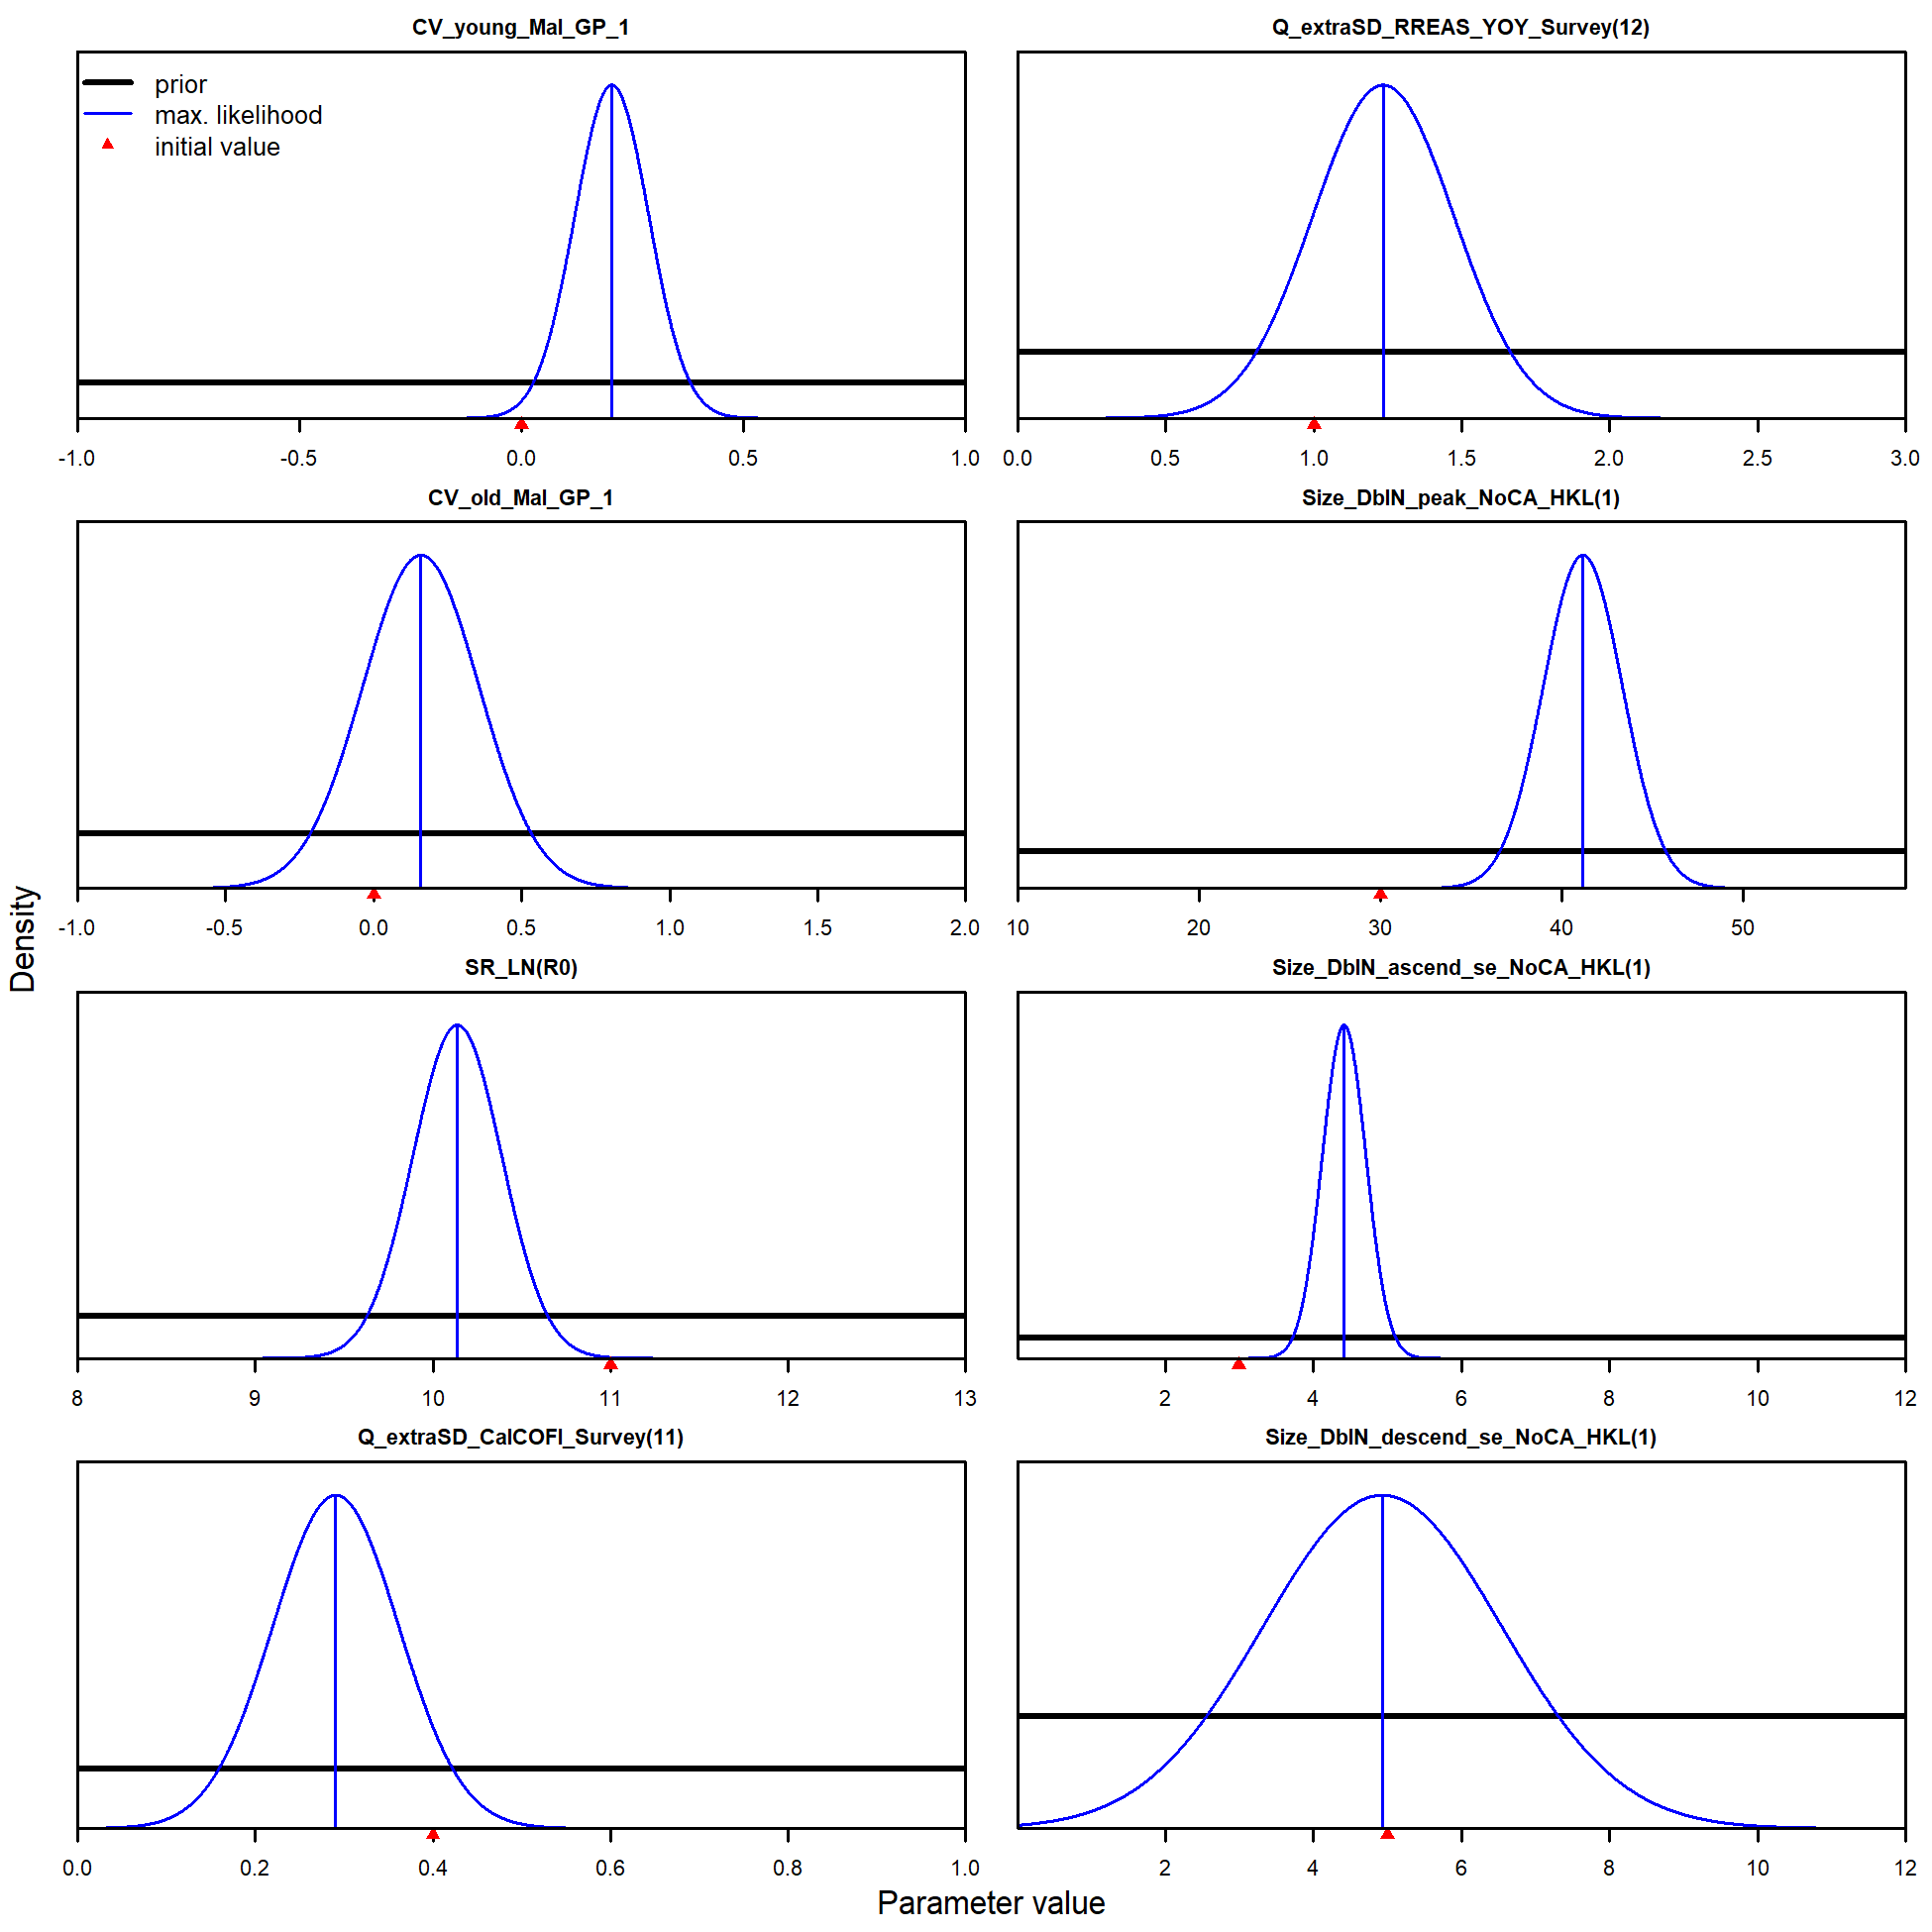 CV_young_Mal_GP_1
prior
max. likelihood
initial value
-1.0 -0.5 0.0 0.5 1.0
Q_extraSD_RREAS_YOY_Survey(12)
0.0 0.5 1.0 1.5 2.0 2.5 3.0
CV_old_Mal_GP_1
-1.0 -0.5 0.0 0.5 1.0 1.5 2.0
Size_DblN_peak_NoCA_HKL(1)
10 20 30 40 50
SR_LN(R0)
8 9 10 11 12 13
Size_DblN_ascend_se_NoCA_HKL(1)
2 4 6 8 10 12
Q_extraSD_CalCOFI_Survey(11)
0.0 0.2 0.4 0.6 0.8 1.0
Size_DblN_descend_se_NoCA_HKL(1)
2 4 6 8 10 12
Density
Parameter value